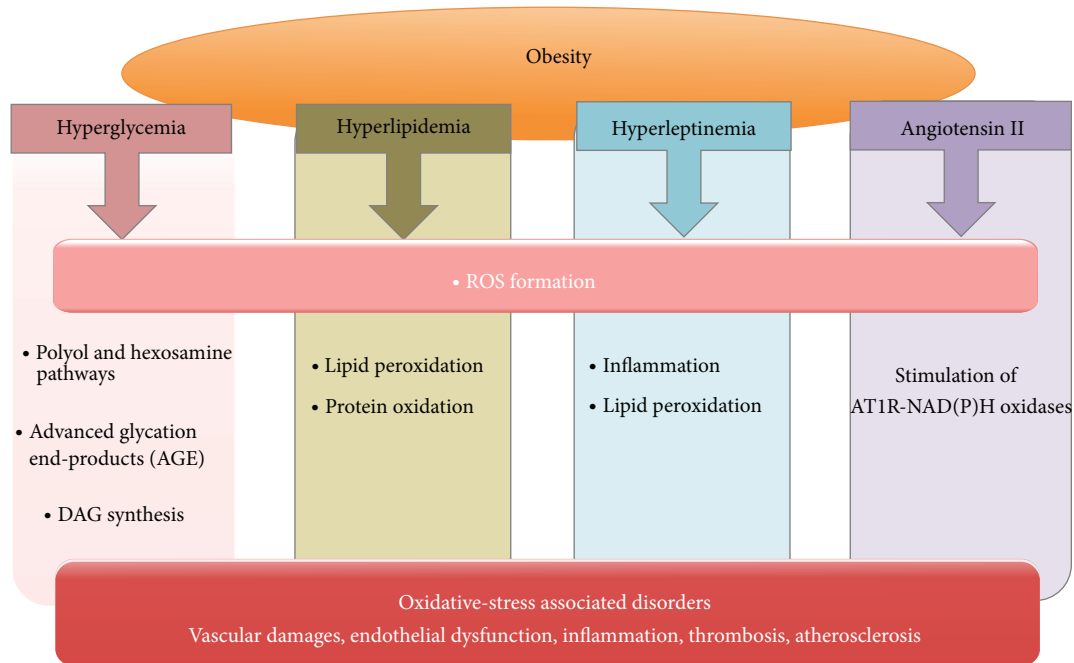 Obesity
Hyperglycemia
Hyperlipidemia
Hyperleptinemia
Angiotensin II
• ROS formation
• Polyol and hexosamine
pathways
• Advanced glycation
end-products (AGE)
• DAG synthesis
• Lipid peroxidation
• Protein oxidation
• Inflammation
• Lipid peroxidation
Stimulation of
AT1R-NAD(P)H oxidases
Oxidative-stress associated disorders
Vascular damages, endothelial dysfunction, inflammation, thrombosis, atherosclerosis